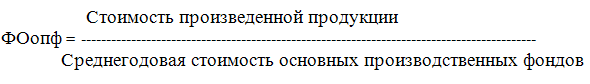 Стоимость произведенной продукции
ФОопф = -----------------------------------------------------------------------------------------
Среднегодовая стоимость основных производственных фондов